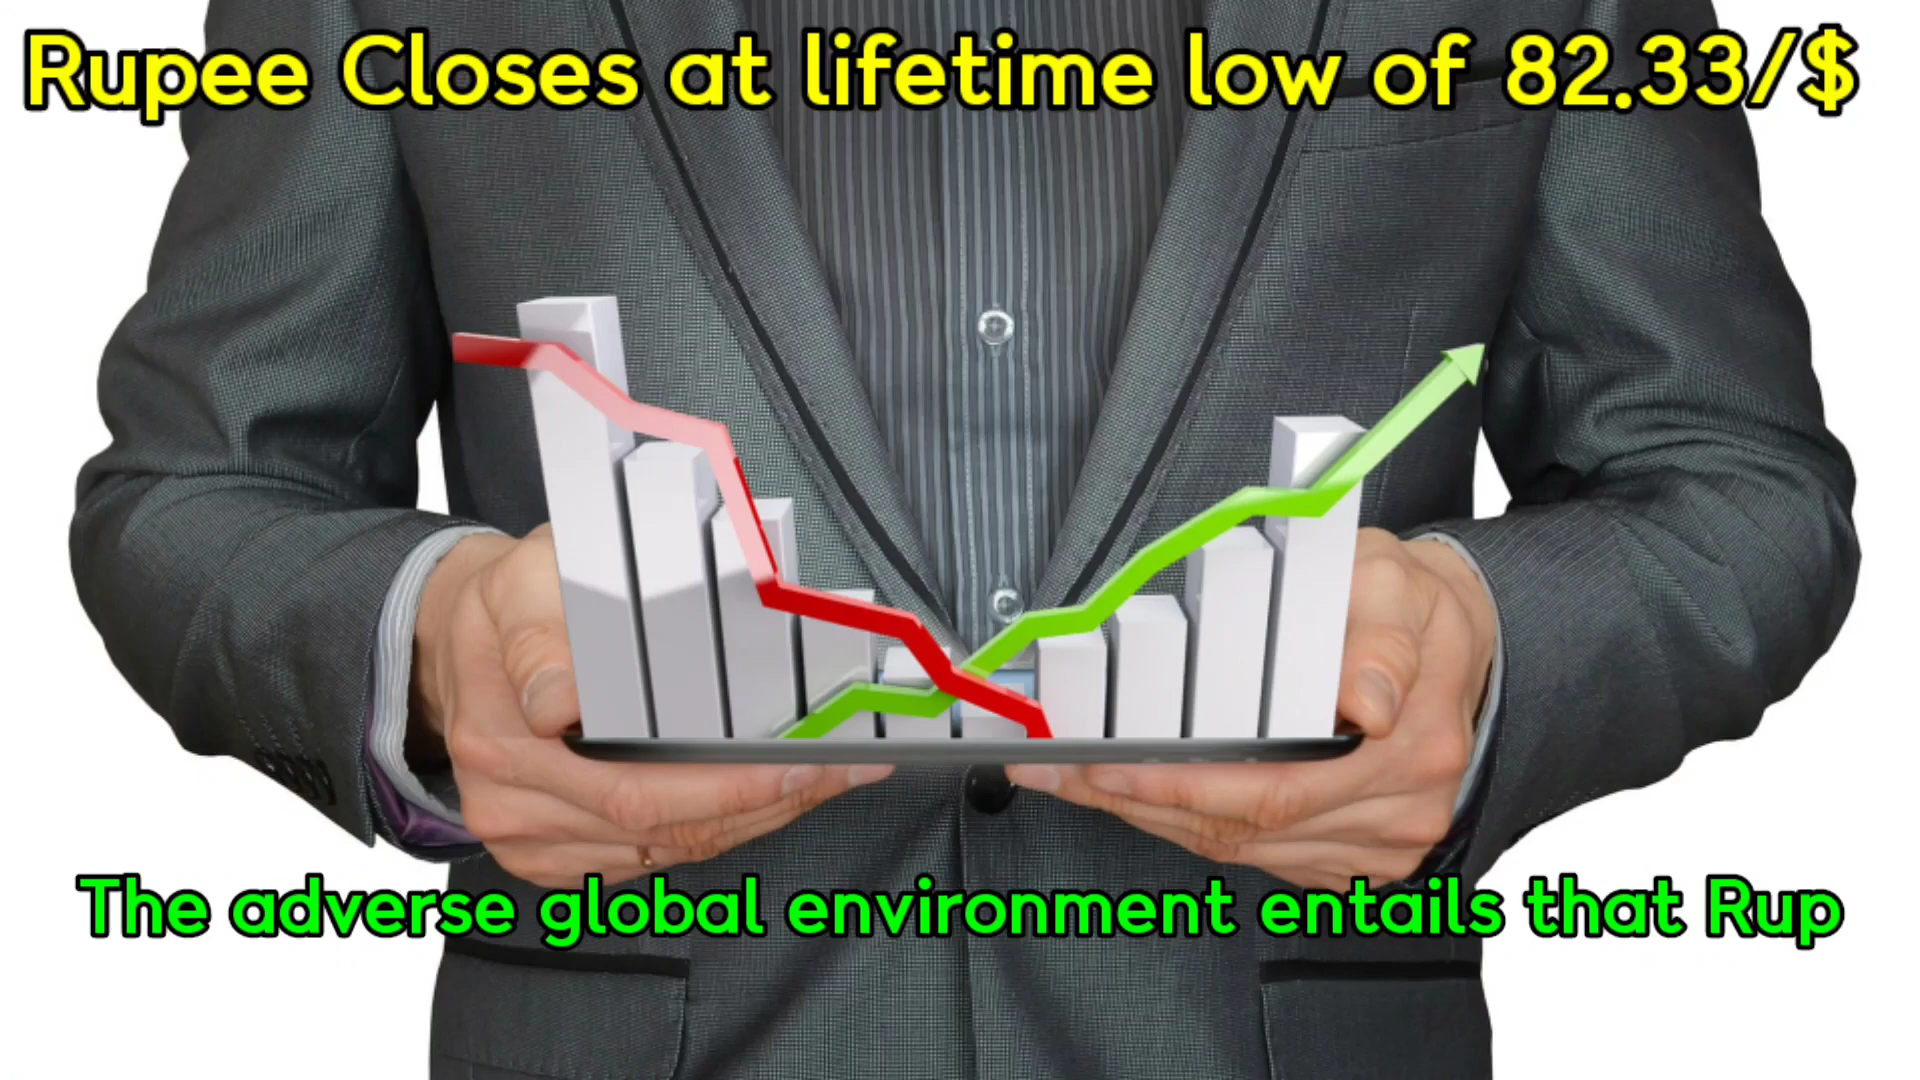 Rupee Closes at lifetime low of 82.33/$
The adverse global environment entails that Rup